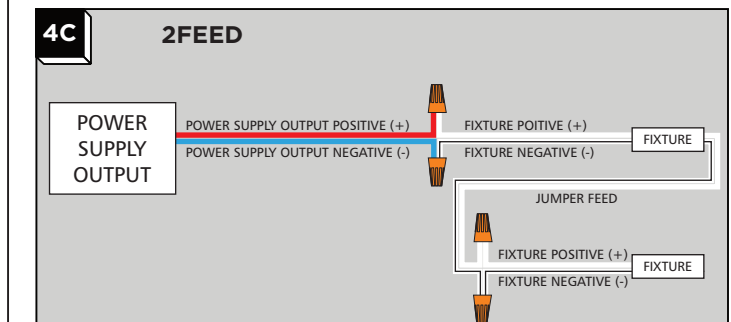 4C
2FEED
POWER
SUPPLY
OUTPUT
POWER SUPPLY OUTPUT POSITIVE (+)
POWER SUPPLY OUTPUT NEGATIVE (-)
FIXTURE POITIVE (+)
FIXTURE NEGATIVE (-)
FIXTURE
JUMPER FEED
FIXTURE POSITIVE (+)
FIXTURE NEGATIVE (-)
FIXTURE